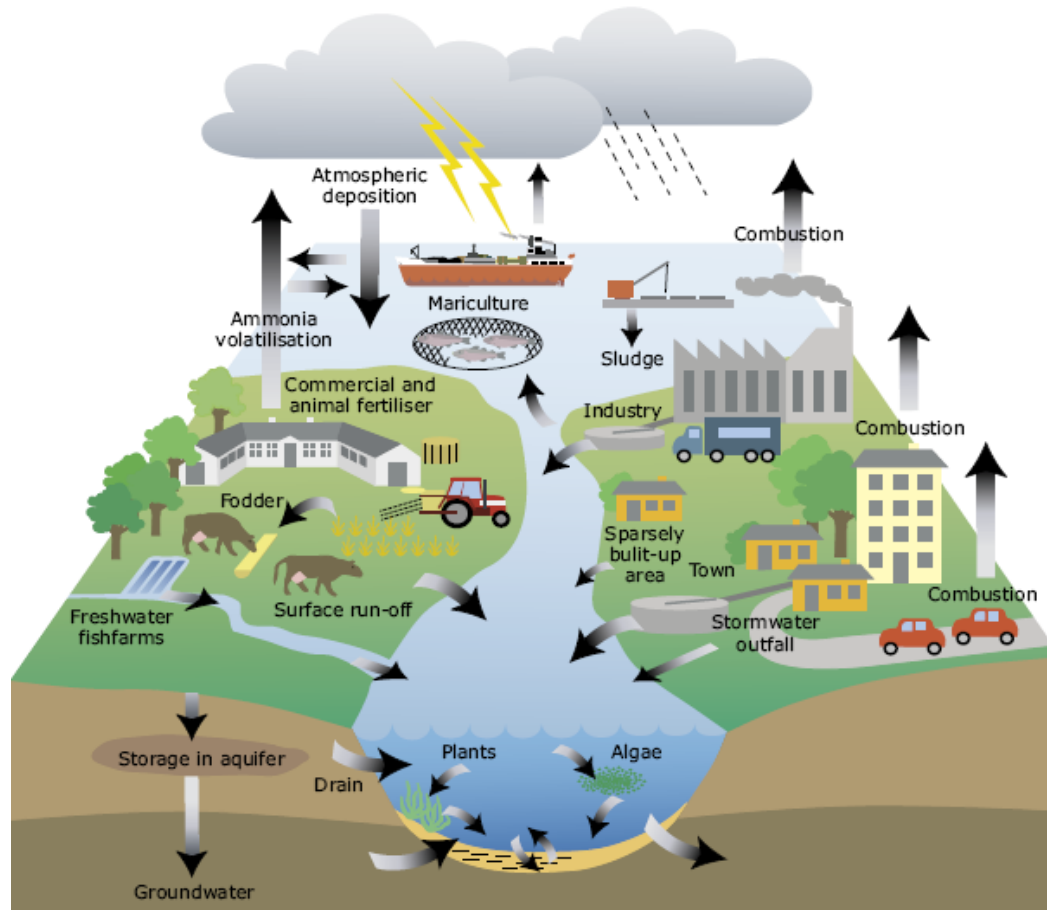 Atmospheric
deposition
Combustion
Mariculture
Ammonia
volatilisation
Sludge
Commercial and
animal fertiliser
Industry
Combustion
Fodder
Sparsely
bulit-up
area
Town
Combustion
Surface run-off
Freshwater
fishfarms
Stormwater
outfall
Plants
Algae
Storage in aquifer
Drain
Groundwater